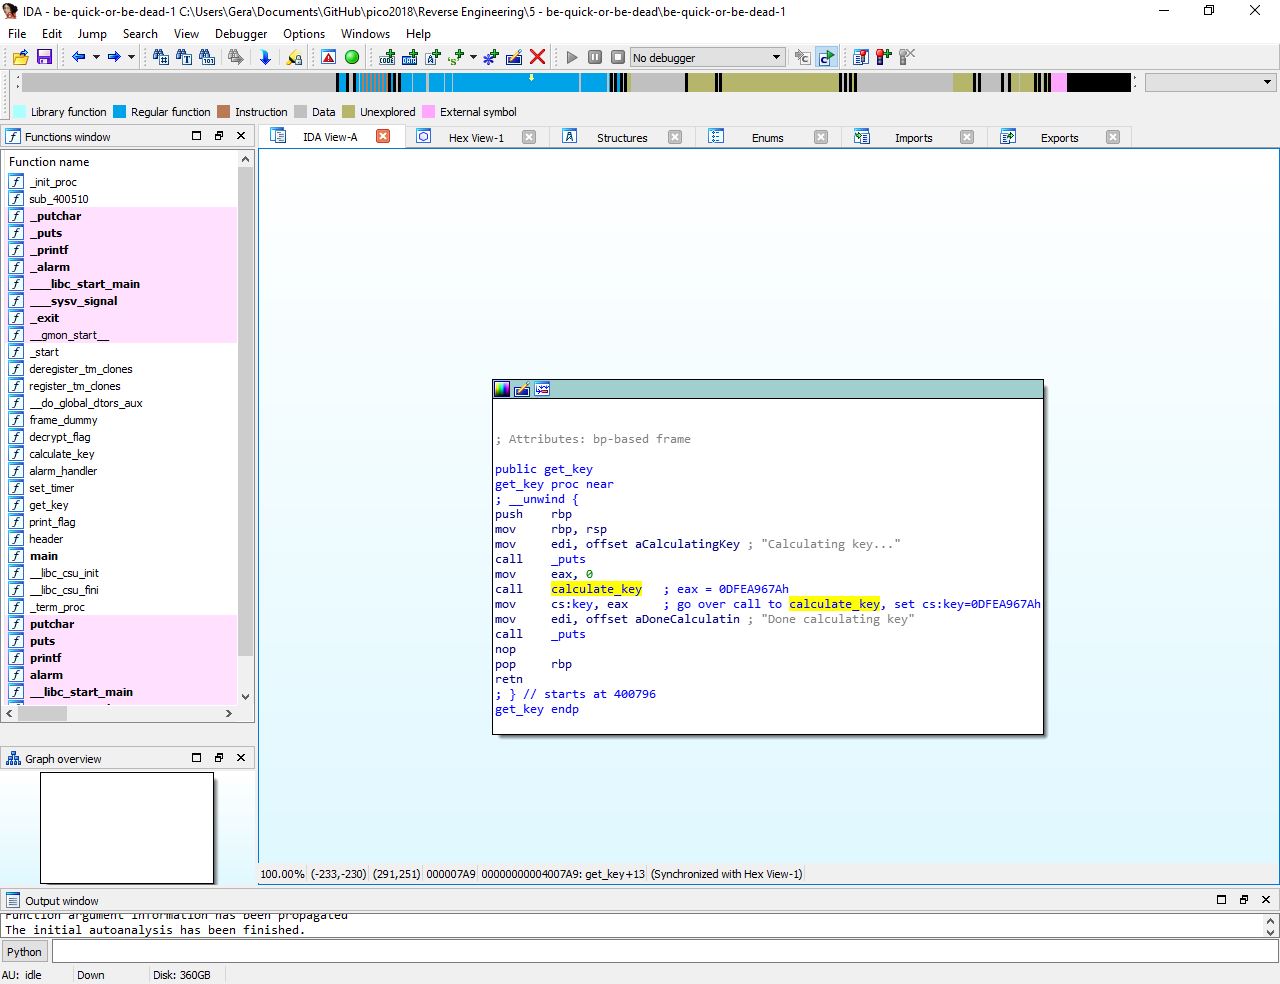 IDA - be-quick-or-be-dead-1 C:\Users\Gera\Documents\GitHub\pico2018\Reverse Engineering\5 - be-quick-or-be-dead\be-quick-or-be-dead-1
File Edit Jump Search View Debugger Options Windows Help
No debugger
Library function Regular function Instruction Data Unexplored External symbol
Functions window
IDA View-A Hex View-1 Structures Enums Imports Exports
Function name
_init_proc
sub_400510
_putchar
_puts
_printf
_alarm
___libc_start_main
___sysv_signal
_exit
__gmon_start__
_start
deregister_tm_clones
register_tm_clones
__do_global_dtors_aux
frame_dummy
decrypt_flag
calculate_key
alarm_handler
set_timer
get_key
print_flag
header
main
__libc_csu_init
__libc_csu_fini
_term_proc
putchar
puts
printf
alarm
__libc_start_main
; Attributes: bp-based frame
public get_key
get_key proc near
; __unwind {
push rbp
mov rbp, rsp
mov edi, offset aCalculatingKey ; "Calculating key..."
call _puts
mov eax, 0
call calculate_key ; eax = 0DFEA967Ah
mov cs:key, eax ; go over call to calculate_key, set cs:key=0DFEA967Ah
mov edi, offset aDoneCalculatin ; "Done calculating key"
call _puts
nop
pop rbp
retn
; } // starts at 400796
get_key endp
Graph overview
100.00% (-233,-230) (291,251) 000007A9 00000000004007A9: get_key+13 (Synchronized with Hex View-1)
Output window
Function argument information has been propagated
The initial autoanalysis has been finished.
Python
AU: idle Down Disk: 360GB